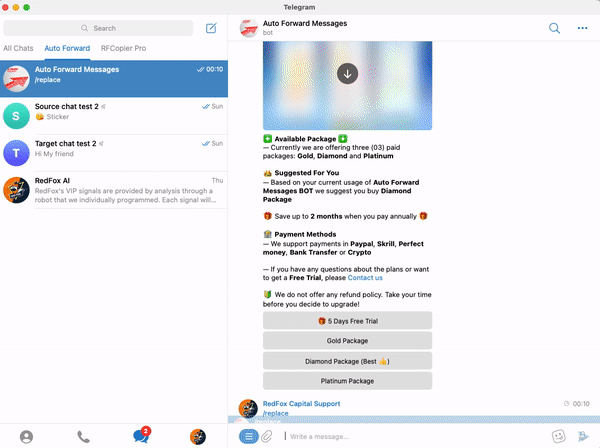 Telegram
Search
All Chats
Auto Forward
RFCopier Pro
Auto Forward Messages
00:10
/replace
S
Source chat test 2
Sun
Sticker
T
Target chat test 2
Sun
Hi My friend
RedFox AI
Thu
RedFox's VIP signals are provided by analysis through a
robot that we individually programmed. Each signal will...
2
Auto Forward Messages
bot
Available Package
— Currently we are offering three (03) paid
packages: Gold, Diamond and Platinum
Suggested For You
— Based on your current usage of Auto Forward
Messages BOT we suggest you buy Diamond
Package
Save up to 2 months when you pay annually
Payment Methods
— We support payments in Paypal, Skrill, Perfect
money, Bank Transfer or Crypto
— If you have any questions about the plans or want
to get a Free Trial, please Contact us
We do not offer any refund policy. Take your time
before you decide to upgrade!
5 Days Free Trial
Gold Package
Diamond Package (Best 👍)
Platinum Package
RedFox Capital Support
00:10
/replace
Write a message...